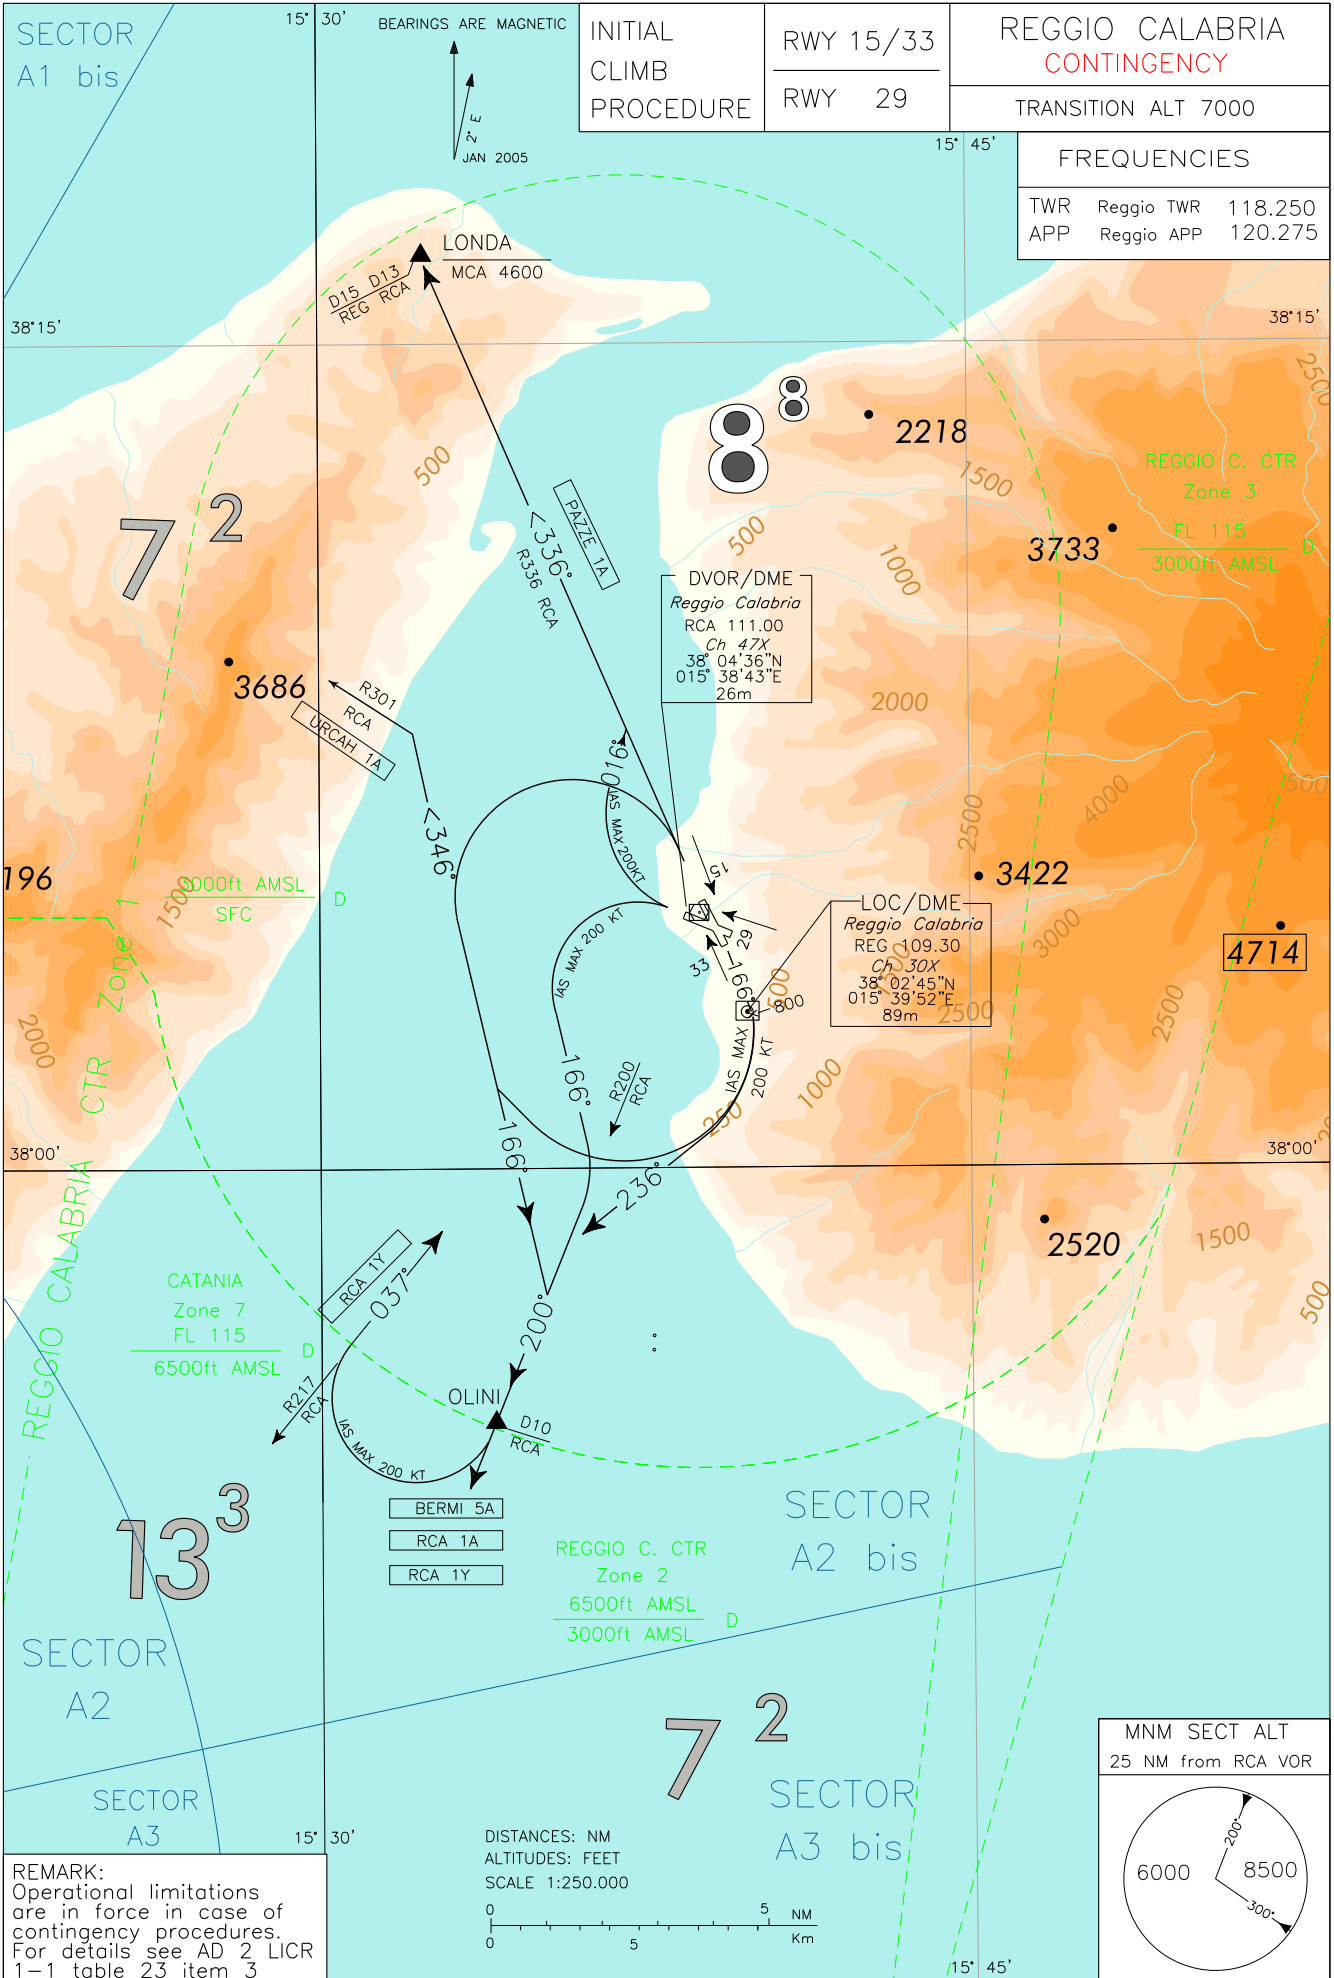 SECTOR
A1 bis
15° 30'
BEARINGS ARE MAGNETIC
2° E
JAN 2005
INITIAL
CLIMB
PROCEDURE
RWY 15/33
RWY 29
REGGIO CALABRIA
CONTINGENCY
TRANSITION ALT 7000
15° 45'
FREQUENCIES
TWR Reggio TWR 118.250
APP Reggio APP 120.275
LONDA
MCA 4600
D15 D13
REG RCA
38°15'
38°15'
2500
8 8
2218
500
1500
REGGIO C. CTR
Zone 3
FL 115
3000ft AMSL
D
7 2
PAZZE 1A
<336°
R336 RCA
500
3733
1000
DVOR/DME
Reggio Calabria
RCA 111.00
Ch 47X
38° 04'36"N
015° 38'43"E
26m
3686
R301
RCA
URCAH 1A
2000
016°
IAS MAX 200KT
4000
500
2500
<346°
196
3000ft AMSL
SFC
D
1500
15
3422
LOC/DME
Reggio Calabria
REG 109.30
Ch 30X
38° 02'45"N
015° 39'52"E
89m
3000
4714
IAS MAX 200 KT
29
33
166°
500
800
1500
2500
2500
Zone 1
2000
IAS MAX
200 KT
1000
250
R200
RCA
166°
166°
38°00'
38°00'
236°
REGGIO CALABRIA CTR
2520
1500
500
CATANIA
Zone 7
FL 115
6500ft AMSL
D
RCA 1Y
037°
R217
RCA
200°
OLINI
D10
RCA
IAS MAX 200 KT
BERMI 5A
RCA 1A
RCA 1Y
13 3
SECTOR
A2 bis
REGGIO C. CTR
Zone 2
6500ft AMSL
3000ft AMSL
D
SECTOR
A2
7 2
SECTOR
A3
SECTOR
A3 bis
MNM SECT ALT
25 NM from RCA VOR
200°
6000
8500
300°
15° 30'
DISTANCES: NM
ALTITUDES: FEET
SCALE 1:250.000
0 5 NM
0 5 Km
15° 45'
REMARK:
Operational limitations
are in force in case of
contingency procedures.
For details see AD 2 LICR
1-1 table 23 item 3